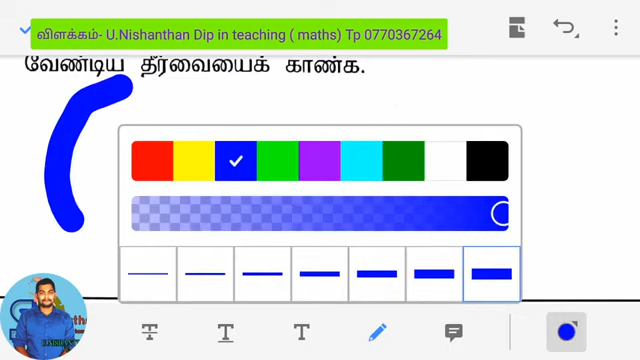 விளக்கம்- U.Nishanthan Dip in teaching ( maths) Tp 0770367264
வேண்டிய தீர்வையைக் காண்க.